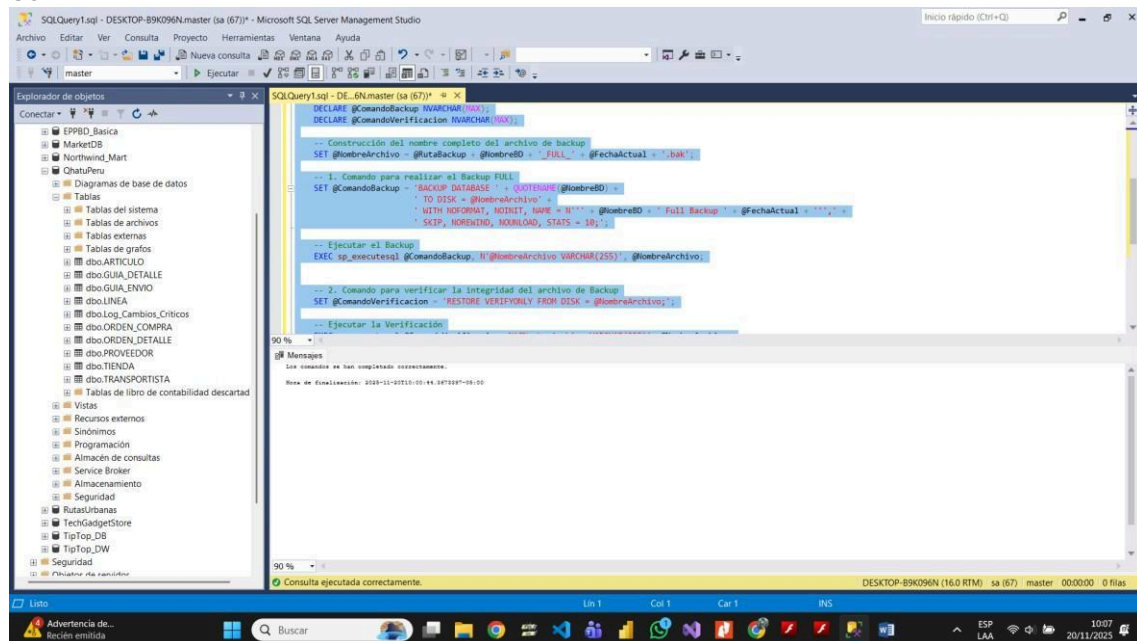 SQLQuery1.sql - DESKTOP-B9K096N.master (sa (67))* - Microsoft SQL Server Management Studio
Inicio rápido (Ctrl+Q)
Archivo Editar Ver Consulta Proyecto Herramientas Ventana Ayuda
Nueva consulta
master
Ejecutar
Explorador de objetos
Conectar
EPPBD_Basica
MarketDB
Northwind_Mart
QhatuPeru
Diagramas de base de datos
Tablas
Tablas del sistema
Tablas de archivos
Tablas externas
Tablas de grafos
dbo.ARTICULO
dbo.GUIA_DETALLE
dbo.GUIA_ENVIO
dbo.LINEA
dbo.Log_Cambios_Criticos
dbo.ORDEN_COMPRA
dbo.ORDEN_DETALLE
dbo.PROVEEDOR
dbo.TIENDA
dbo.TRANSPORTISTA
Tablas de libro de contabilidad descartad
Vistas
Recursos externos
Sinónimos
Programación
Almacén de consultas
Service Broker
Almacenamiento
Seguridad
RutasUrbanas
TechGadgetStore
TipTop_DB
TipTop_DW
Seguridad
Objetos de servidor
SQLQuery1.sql - DE...6N.master (sa (67))*
DECLARE @ComandoBackup NVARCHAR(MAX);
DECLARE @ComandoVerificacion NVARCHAR(MAX);
-- Construcción del nombre completo del archivo de backup
SET @NombreArchivo = @RutaBackup + @NombreBD + '_FULL_' + @FechaActual + '.bak';
-- 1. Comando para realizar el Backup FULL
SET @ComandoBackup = 'BACKUP DATABASE ' + QUOTENAME(@NombreBD) +
' TO DISK = @NombreArchivo' +
' WITH NOFORMAT, NOINIT, NAME = N''' + @NombreBD + ' Full Backup ' + @FechaActual + ''',' +
' SKIP, NOREWIND, NOUNLOAD, STATS = 10;';
-- Ejecutar el Backup
EXEC sp_executesql @ComandoBackup, N'@NombreArchivo VARCHAR(255)', @NombreArchivo;
-- 2. Comando para verificar la integridad del archivo de Backup
SET @ComandoVerificacion = 'RESTORE VERIFYONLY FROM DISK = @NombreArchivo;';
-- Ejecutar la Verificación
90 %
Mensajes
Los comandos se han completado correctamente.
Hora de finalización:
90 %
Consulta ejecutada correctamente.
DESKTOP-B9K096N (16.0 RTM) sa (67) master 00:00:00 0 filas
Listo
Lín 1 Col 1 Car 1 INS
Advertencia de...
Recién emitida
Buscar
ESP
LAA
10:07
20/11/2025